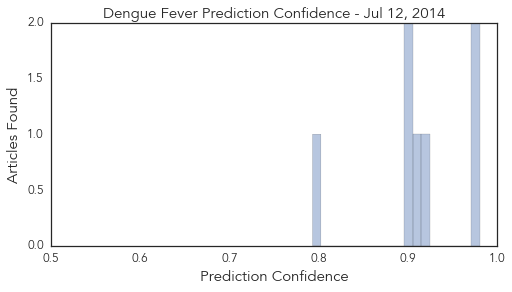 Dengue Fever Prediction Confidence - Jul 12, 2014
2.0
1.5
1.0
0.5
0.0
Articles Found
0.5 0.6 0.7 0.8 0.9 1.0
Prediction Confidence